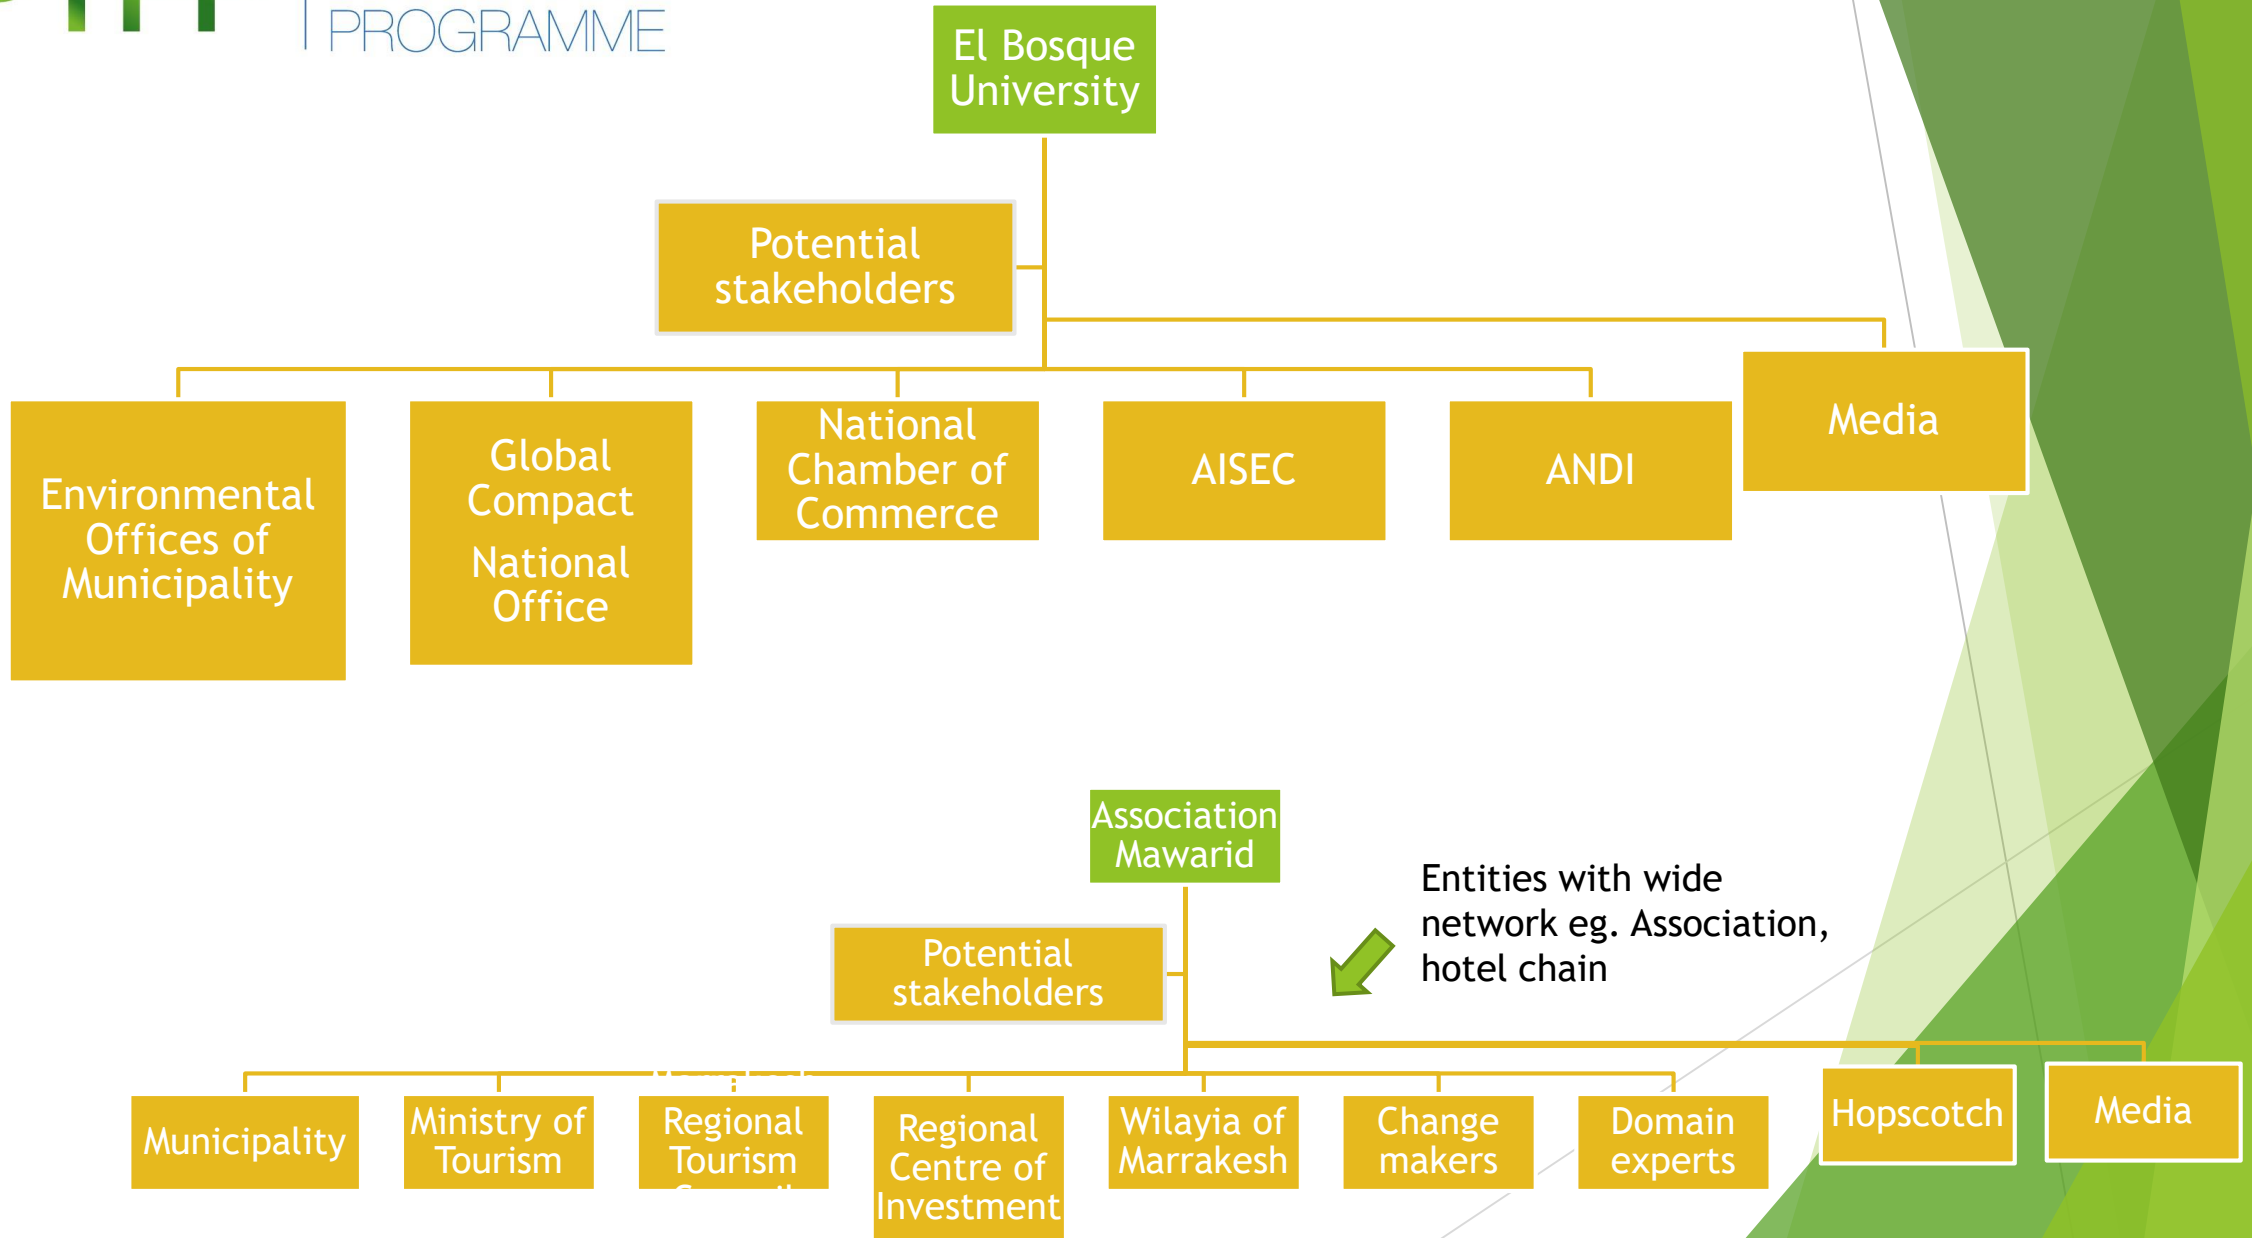 PROGRAMME
El Bosque
University
Potential
stakeholders
Environmental
Offices of
Municipality
Global
Compact
National
Office
National
Chamber of
Commerce
AISEC
ANDI
Media
Association
Mawarid
Potential
stakeholders
Entities with wide
network eg. Association,
hotel chain
Municipality
Ministry of
Tourism
Regional
Tourism
Regional
Centre of
Investment
Wilayia of
Marrakesh
Change
makers
Domain
experts
Hopscotch
Media